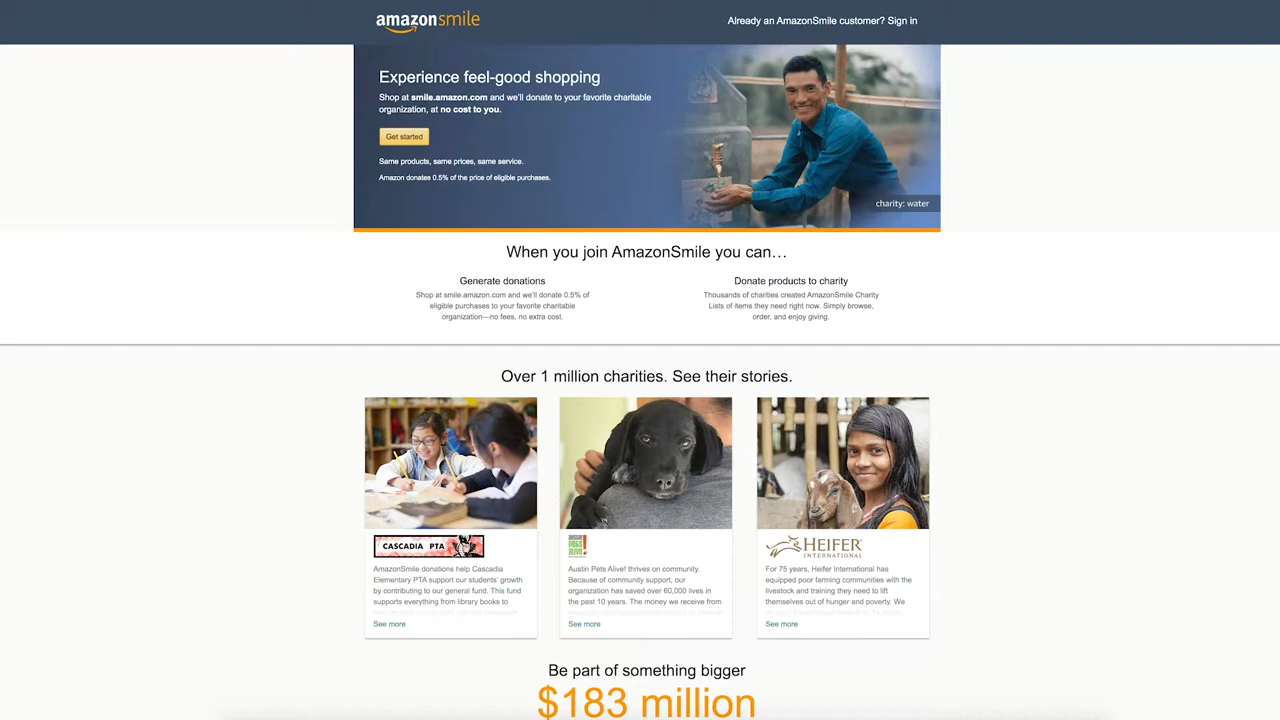 amazonsmile
Already an AmazonSmile customer? Sign in
Experience feel-good shopping
Shop at smile.amazon.com and we'll donate to your favorite charitable
organization, at no cost to you.
Get started
Same products, same prices, same service.
Amazon donates 0.5% of the price of eligible purchases.
charity: water
When you join AmazonSmile you can…
Generate donations
Shop at smile.amazon.com and we'll donate 0.5% of
eligible purchases to your favorite charitable
organization—no fees, no extra cost.
Donate products to charity
Thousands of charities created AmazonSmile Charity
Lists of items they need right now. Simply browse,
order, and enjoy giving.
Over 1 million charities. See their stories.
CASCADIA PTA
AmazonSmile donations help Cascadia
Elementary PTA support our students' growth
by contributing to our general fund. This fund
supports everything from library books to
See more
AUSTIN PETS ALIVE!
Austin Pets Alive! thrives on community.
Because of community support, our
organization has saved over 60,000 lives in
the past 10 years. The money we receive from
See more
HEIFER
INTERNATIONAL
For 75 years, Heifer International has
equipped poor farming communities with the
livestock and training they need to lift
themselves out of hunger and poverty. We
See more
Be part of something bigger
$183 million